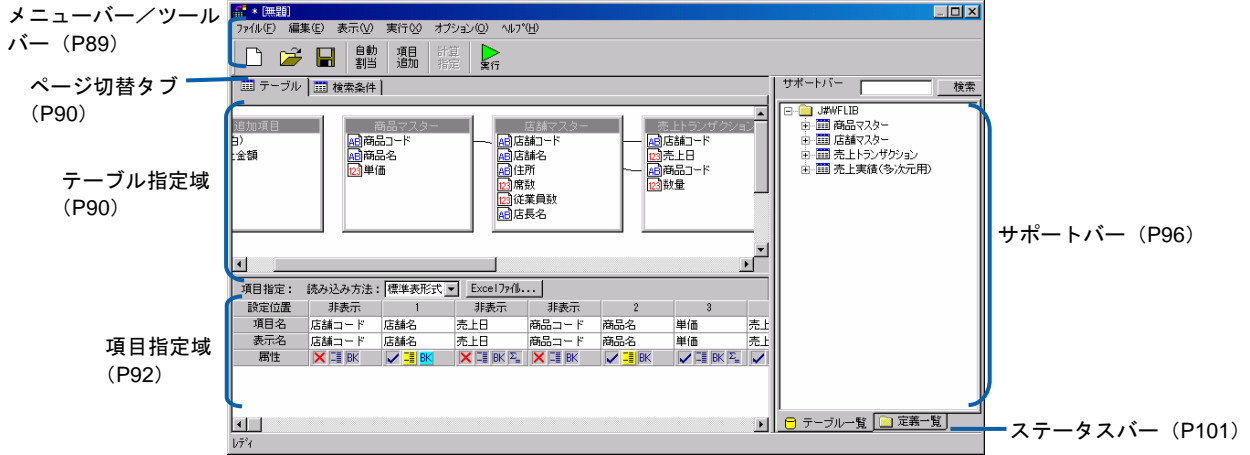 メニューバー／ツールバー（P89）
ページ切替タブ（P90）
テーブル指定域（P90）
項目指定域（P92）
サポートバー（P96）
ステータスバー（P101）
* [無題]
ﾌｧｲﾙ(F) 編集(E) 表示(V) 実行(X) オプション(O) ﾍﾙﾌﾟ(H)
自動割当 項目追加 計算指定 実行
テーブル 検索条件
追加項目
金額
商品マスター
商品コード
商品名
単価
店舗マスター
店舗コード
店舗名
住所
席数
従業員数
店長名
売上トランザクション
店舗コード
売上日
商品コード
数量
項目指定： 読み込み方法： 標準表形式 Excelﾌｧｲﾙ...
設定位置 非表示 1 非表示 非表示 2 3
項目名 店舗コード 店舗名 売上日 商品コード 商品名 単価 売上
表示名 店舗コード 店舗名 売上日 商品コード 商品名 単価 売上
属性 BK BK BK Σ BK BK BK Σ
サポートバー 検索
J#WFLIB
商品マスター
店舗マスター
売上トランザクション
売上実績(多次元用)
テーブル一覧 定義一覧
ﾚﾃﾞｨ